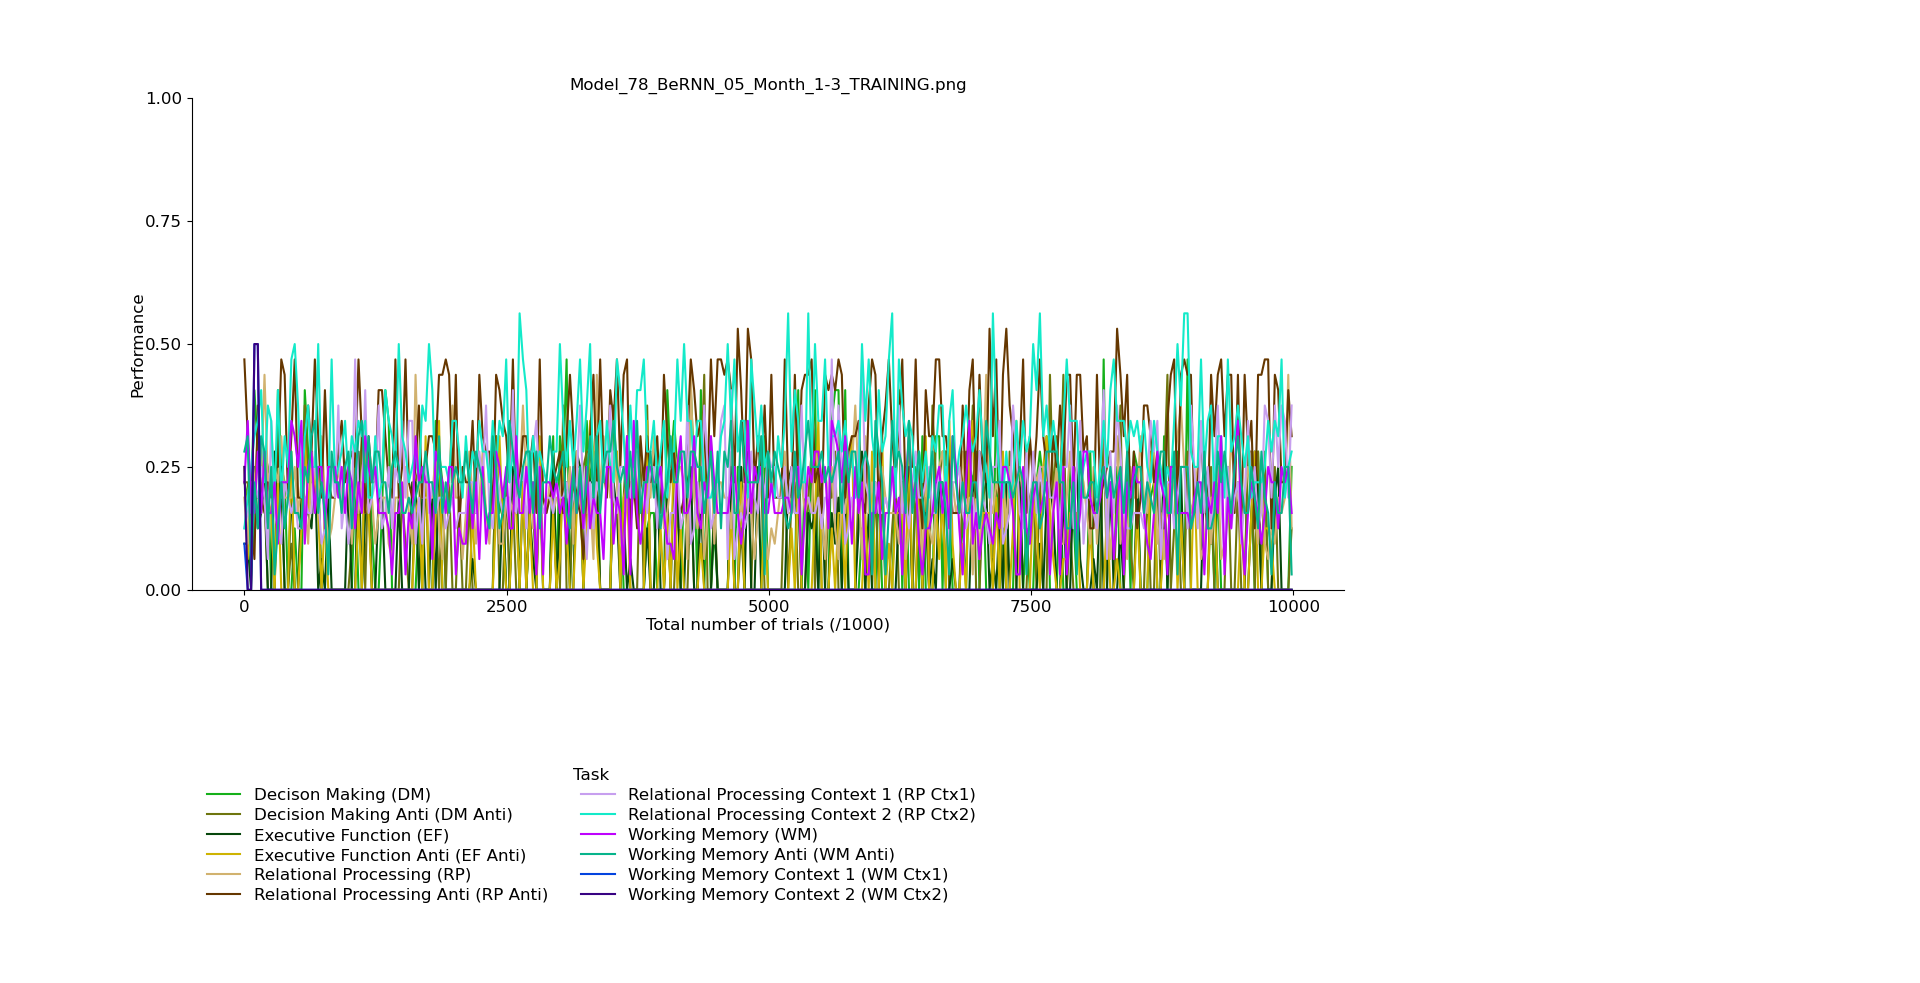 Model_78_BeRNN_05_Month_1-3_TRAINING.png
1.00
0.75
0.50
0.25
0.00
Performance
0 2500 5000 7500 10000
Total number of trials (/1000)
Task
Decison Making (DM)
Decision Making Anti (DM Anti)
Executive Function (EF)
Executive Function Anti (EF Anti)
Relational Processing (RP)
Relational Processing Anti (RP Anti)
Relational Processing Context 1 (RP Ctx1)
Relational Processing Context 2 (RP Ctx2)
Working Memory (WM)
Working Memory Anti (WM Anti)
Working Memory Context 1 (WM Ctx1)
Working Memory Context 2 (WM Ctx2)